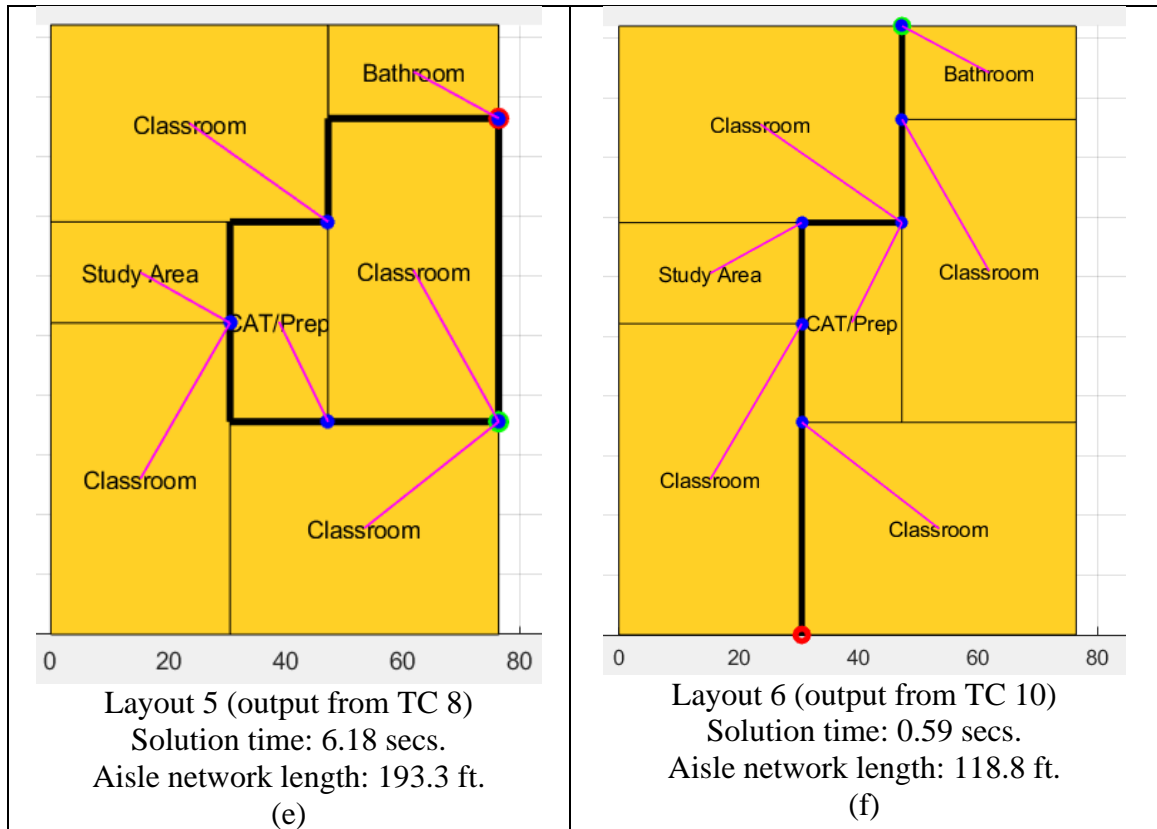 Bathroom
Classroom
Study Area
Classroom
CAT/Prep
Classroom
Classroom
0 20 40 60 80
Layout 5 (output from TC 8)
Solution time: 6.18 secs.
Aisle network length: 193.3 ft.
(e)
Bathroom
Classroom
Study Area
Classroom
CAT/Prep
Classroom
Classroom
0 20 40 60 80
Layout 6 (output from TC 10)
Solution time: 0.59 secs.
Aisle network length: 118.8 ft.
(f)